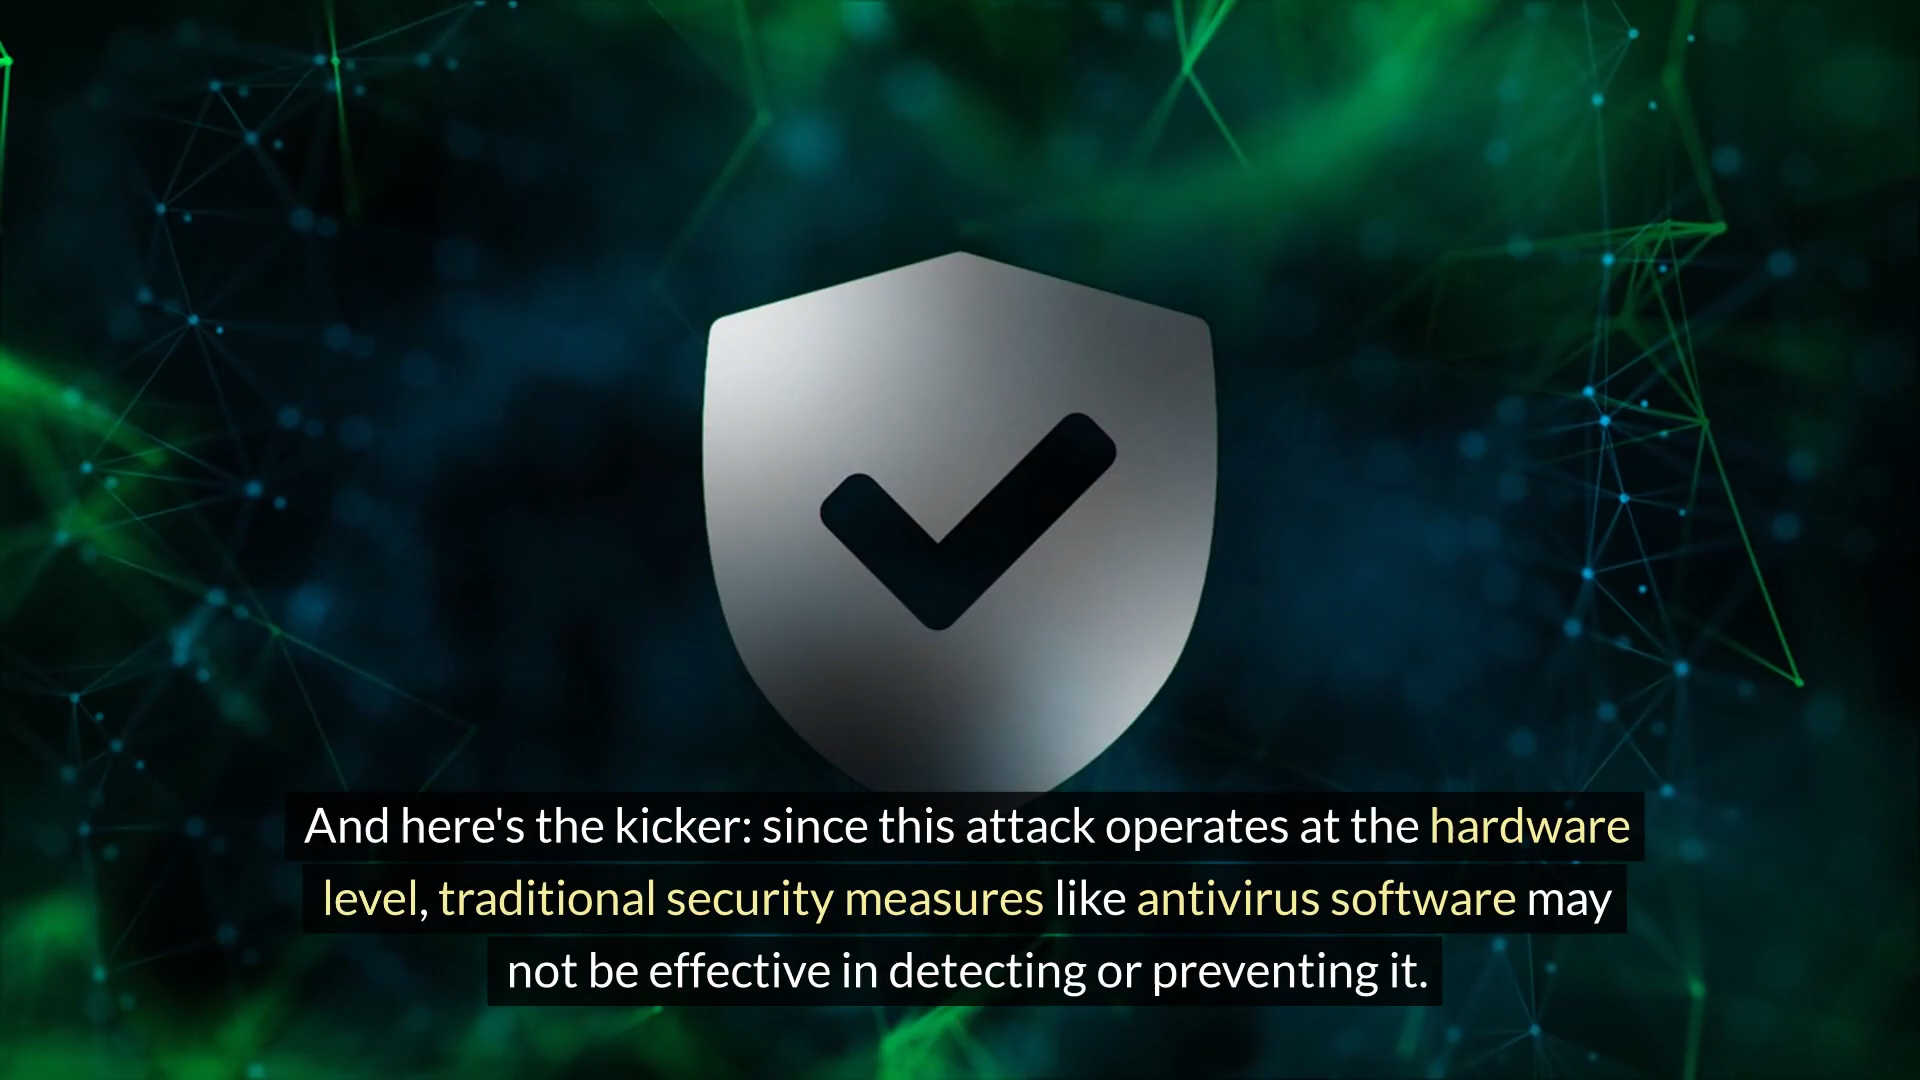 And here's the kicker: since this attack operates at the hardware
level, traditional security measures like antivirus software may
not be effective in detecting or preventing it.